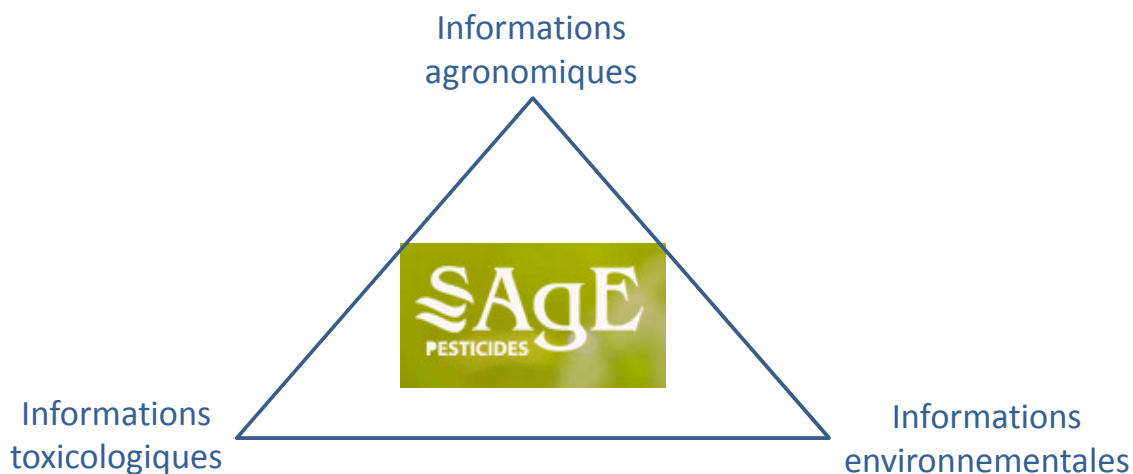 Informations
agronomiques
SAgE
PESTICIDES
Informations
toxicologiques
Informations
environnementales